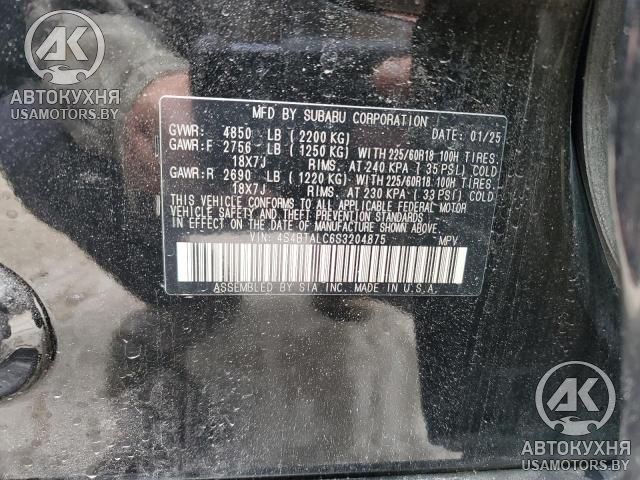 АК
АВТОКУХНЯ
USAMOTORS.BY
MFD BY SUBARU CORPORATION
DATE: 01/25
GVWR: 4850 LB ( 2200 KG)
GAWR:F 2756 LB ( 1250 KG) WITH 225/60R18 100H TIRES,
18X7J RIMS, AT 240 KPA ( 35 PSI) COLD
GAWR:R 2690 LB ( 1220 KG) WITH 225/60R18 100H TIRES,
18X7J RIMS, AT 230 KPA ( 33 PSI) COLD
THIS VEHICLE CONFORMS TO ALL APPLICABLE FEDERAL MOTOR
VEHICLE SAFETY AND THEFT PREVENTION STANDARDS
IN EFFECT ON THE DATE OF MANUFACTURE SHOWN ABOVE.
VIN: 4S4BTALC6S3204875 MPV
ASSEMBLED BY SIA INC. MADE IN U.S.A.
АК
АВТОКУХНЯ
USAMOTORS.BY